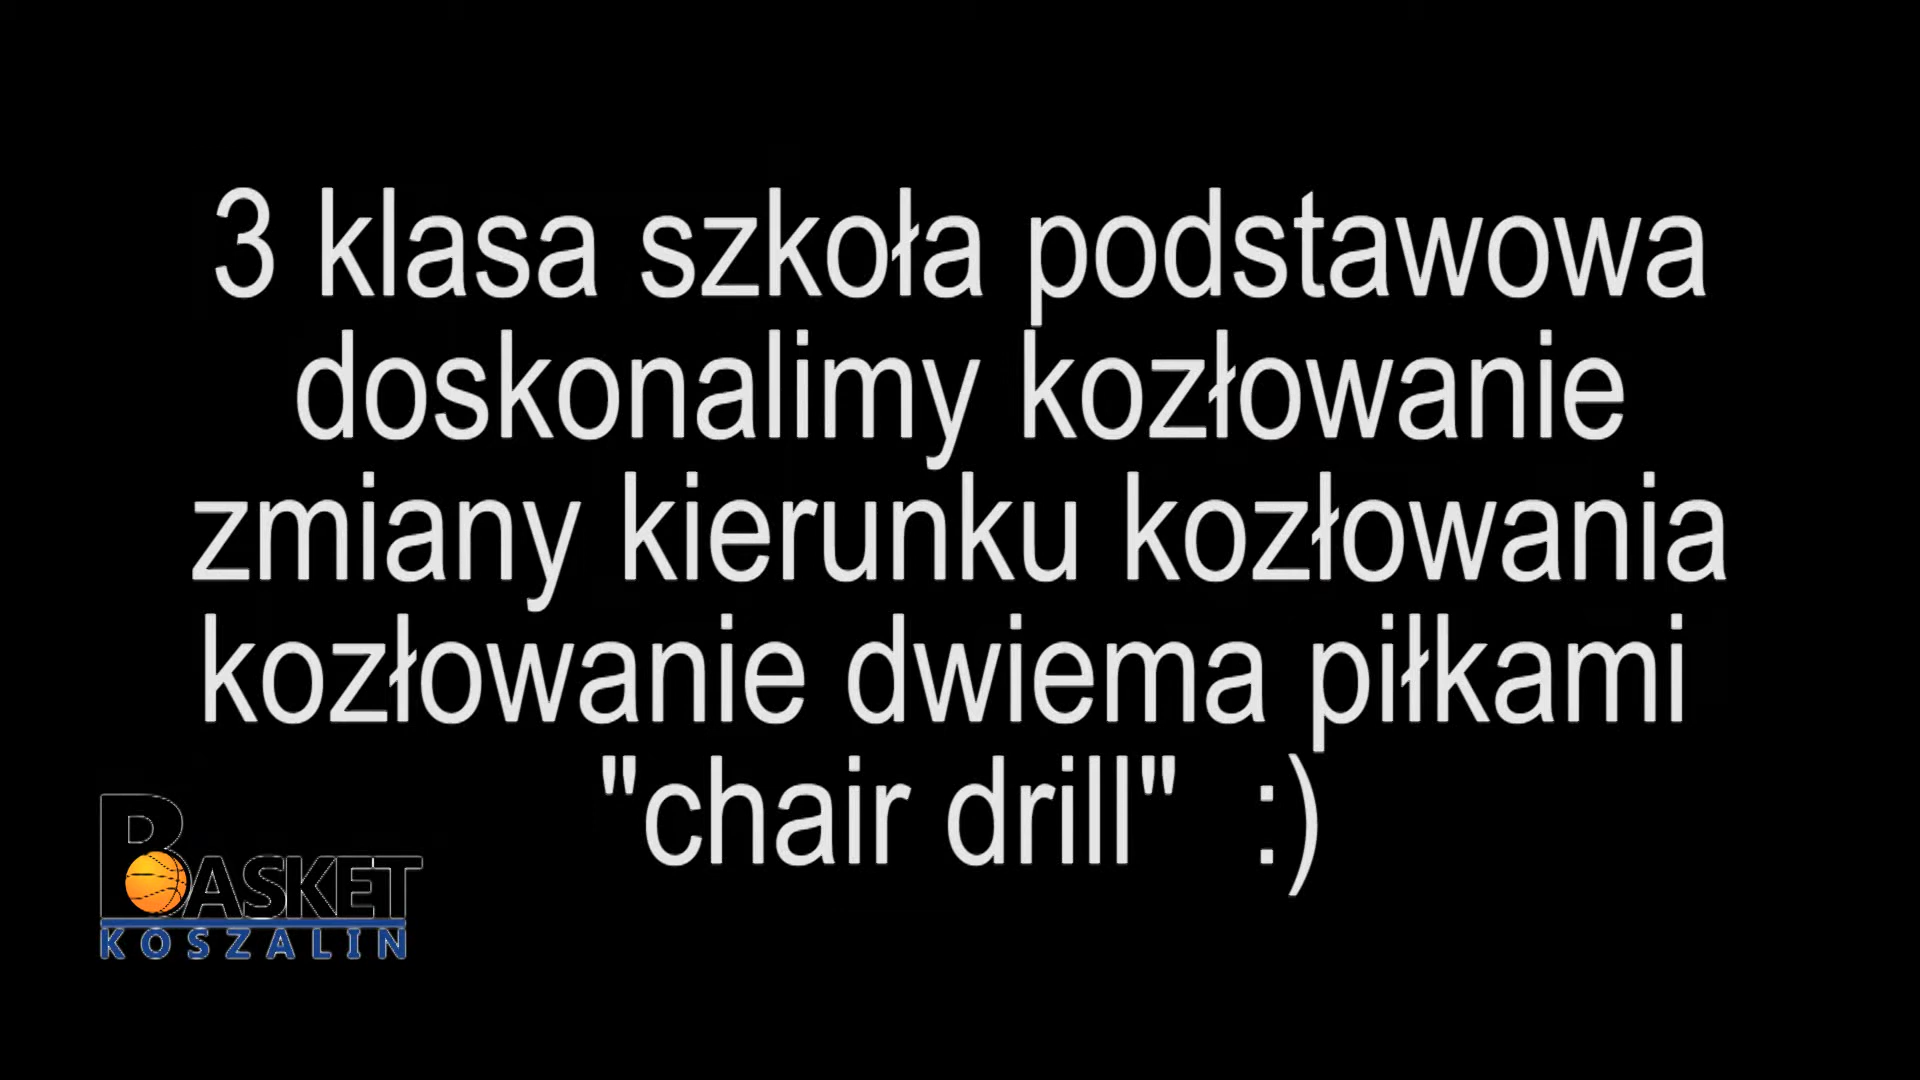 3 klasa szkoła podstawowa
doskonalimy kozłowanie
zmiany kierunku kozłowania
kozłowanie dwiema piłkami
"chair drill"  :)
BASKET
KOSZALIN